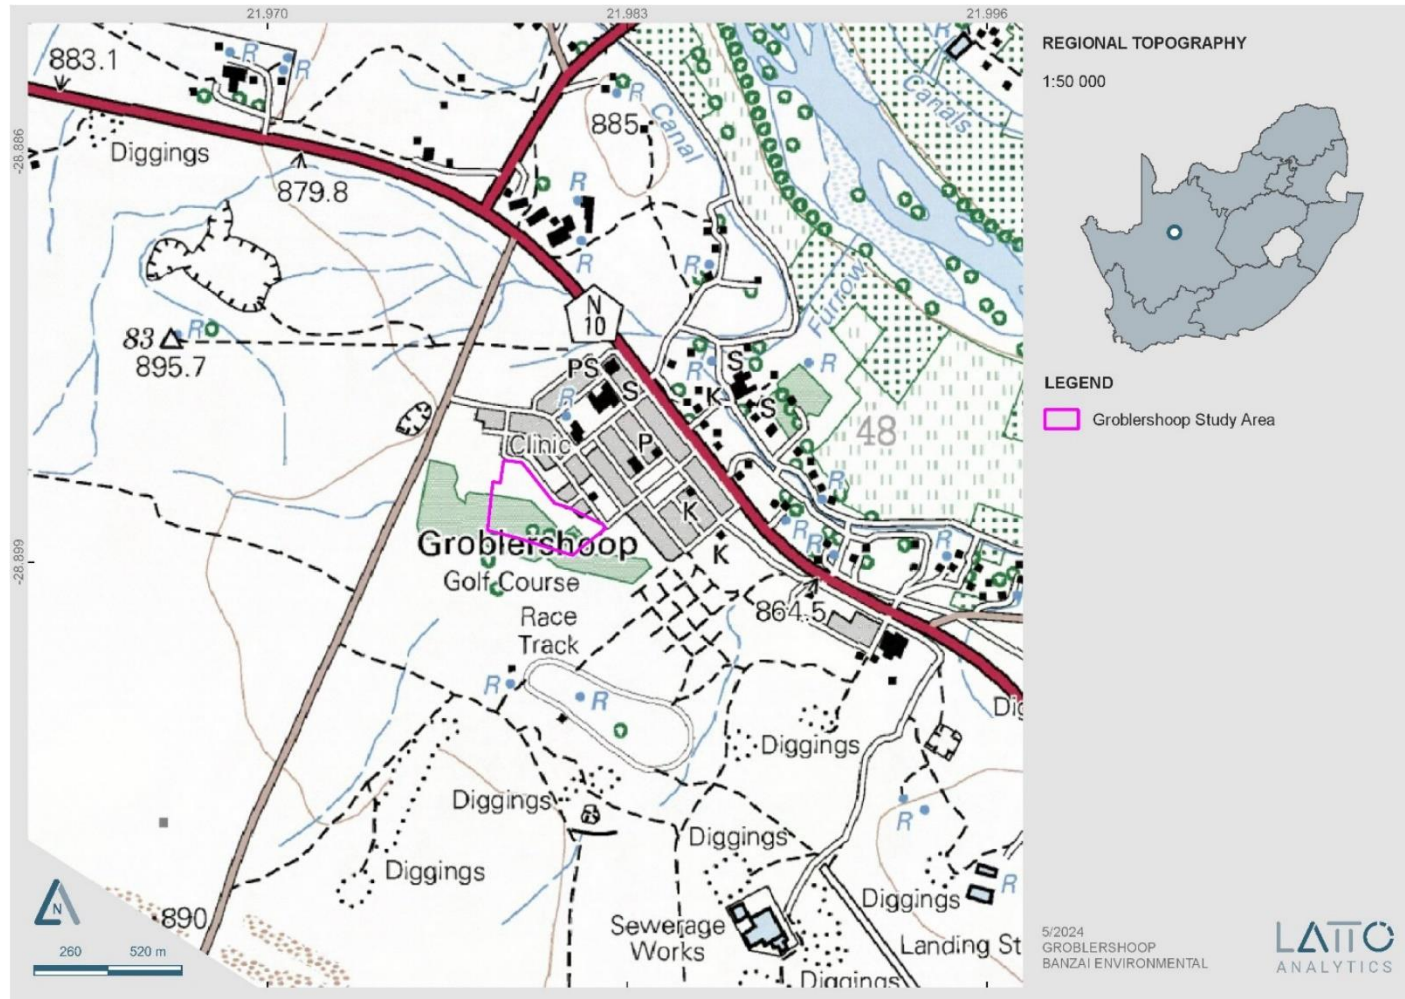 21.970
21.983
21.996
-28.886
-28.899
883.1
R
R
R
Diggings
879.8
885
R
Canal
Canals
R
R
R
R
Furrow
N
10
83
R
895.7
PS
S
R
S
K
S
R
R
Clinic
P
48
K
K
R
R
R
R
Groblershoop
Golf Course
Race
Track
864.5
R
R
Dig
Diggings
Diggings
Diggings
Diggings
R
Diggings
R
890
Sewerage
Works
Landing St
Diggings
N
260
520 m
REGIONAL TOPOGRAPHY
1:50 000
LEGEND
Groblershoop Study Area
5/2024
GROBLERSHOOP
BANZAI ENVIRONMENTAL
LATTO
ANALYTICS